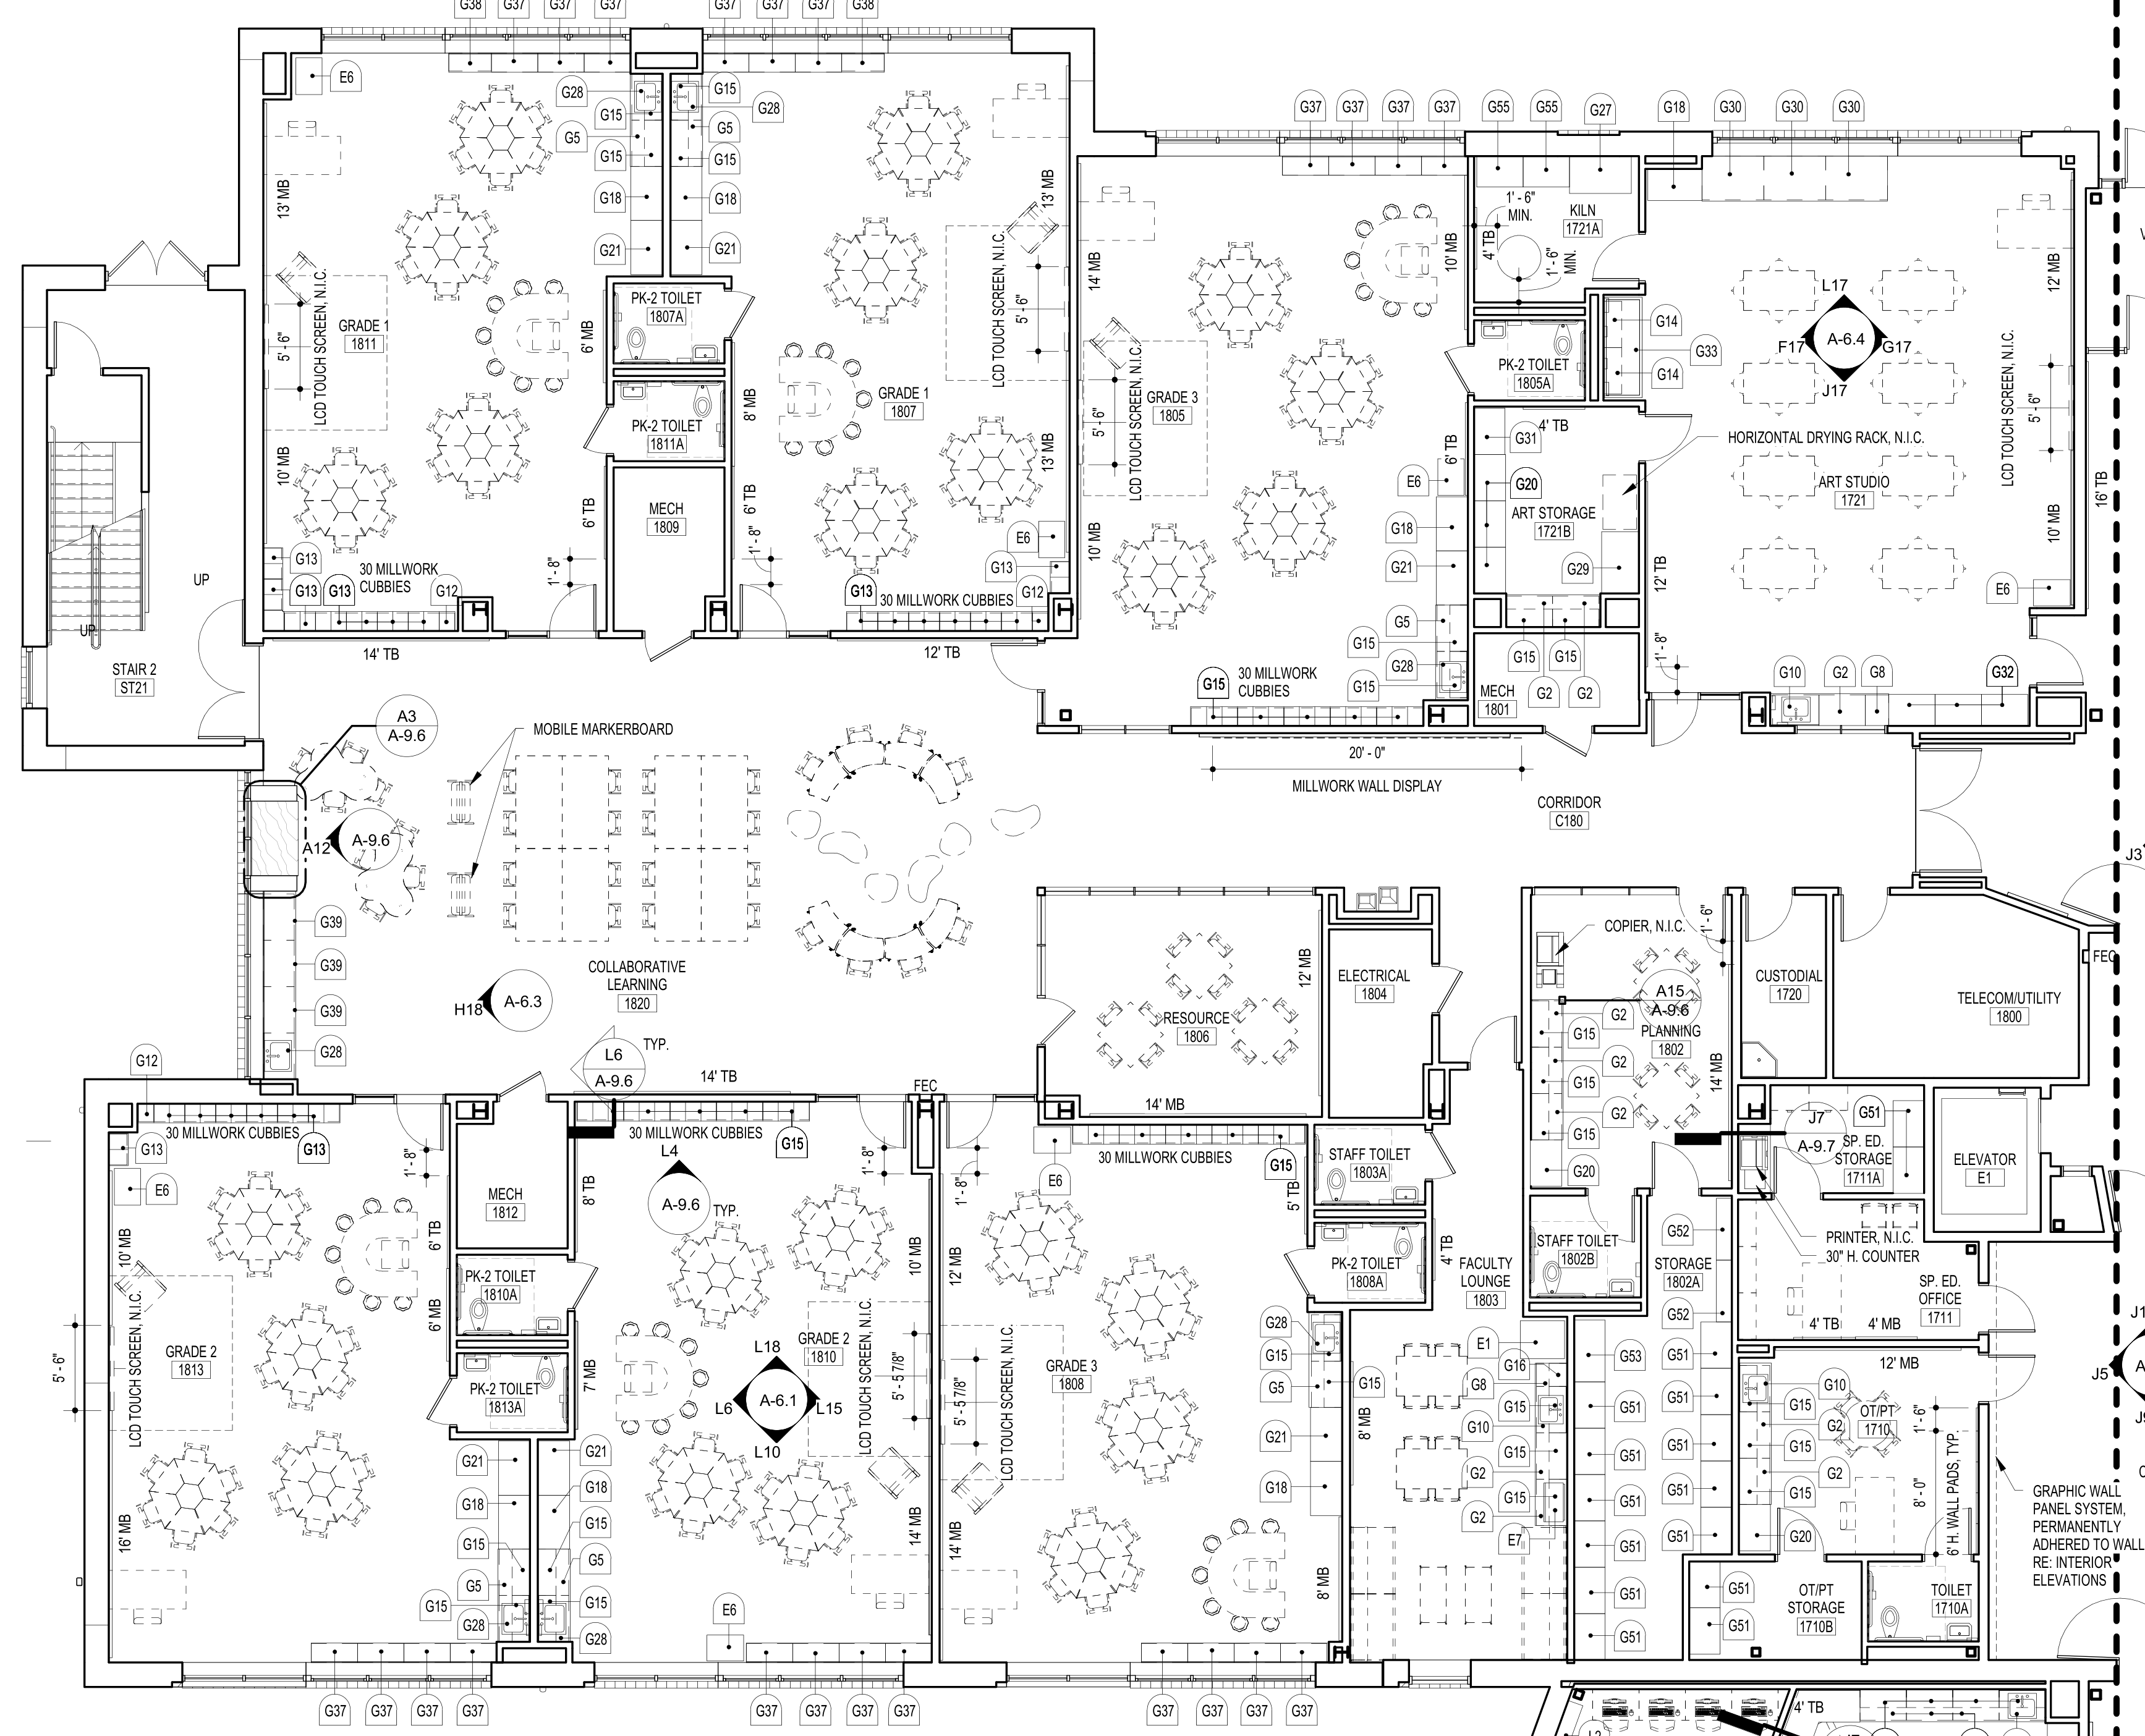 G38 G37 G37 G37 G37 G37 G37 G38
E6
G28
G15
G5
G15
G18
G21
G15
G28
G5
G15
G18
G21
13' MB
13' MB
LCD TOUCH SCREEN, N.I.C.
5' - 6"
GRADE 1
1811
6' MB
10' MB
6' TB
1' - 8"
G13
G13
G13
30 MILLWORK
CUBBIES
G12
PK-2 TOILET
1807A
PK-2 TOILET
1811A
MECH
1809
8' MB
6' TB
1' - 8"
GRADE 1
1807
LCD TOUCH SCREEN, N.I.C.
5' - 6"
13' MB
E6
G13
G13
30 MILLWORK CUBBIES
G12
14' TB
12' TB
UP
UP
STAIR 2
ST21
G37 G37 G37 G37 G55 G55 G27 G18 G30 G30 G30
14' MB
LCD TOUCH SCREEN, N.I.C.
5' - 6"
GRADE 3
1805
10' MB
10' MB
6' TB
E6
G18
G21
G5
G15
G28
G15
G15
30 MILLWORK
CUBBIES
1' - 6"
MIN.
KILN
1721A
4' TB
1' - 6"
MIN.
PK-2 TOILET
1805A
G14
G33
G14
4' TB
G31
G20
ART STORAGE
1721B
G29
G15
G15
G2
G2
MECH
1801
HORIZONTAL DRYING RACK, N.I.C.
L17
F17
A-6.4
G17
J17
ART STUDIO
1721
12' MB
LCD TOUCH SCREEN, N.I.C.
5' - 6"
16' TB
10' MB
E6
12' TB
1' - 8"
G10
G2
G8
G32
20' - 0"
MILLWORK WALL DISPLAY
CORRIDOR
C180
A3
A-9.6
MOBILE MARKERBOARD
A12
A-9.6
G39
G39
G39
G28
H18
A-6.3
COLLABORATIVE
LEARNING
1820
L6
A-9.6
TYP.
14' TB
FEC
RESOURCE
1806
12' MB
14' MB
ELECTRICAL
1804
COPIER, N.I.C.
1' - 6"
A15
A-9.6
PLANNING
1802
14' MB
G2
G15
G2
G15
G2
G15
G20
CUSTODIAL
1720
TELECOM/UTILITY
1800
FEC
J3
J7
A-9.7
G51
SP. ED.
STORAGE
1711A
ELEVATOR
E1
PRINTER, N.I.C.
30" H. COUNTER
G12
G13
E6
30 MILLWORK CUBBIES
G13
1' - 8"
10' MB
6' TB
6' MB
LCD TOUCH SCREEN, N.I.C.
5' - 6"
GRADE 2
1813
16' MB
G21
G18
G15
G5
G15
G28
MECH
1812
PK-2 TOILET
1810A
PK-2 TOILET
1813A
30 MILLWORK CUBBIES
G15
1' - 8"
8' TB
L4
A-9.6
TYP.
7' MB
10' MB
L18
L6
A-6.1
L15
L10
GRADE 2
1810
LCD TOUCH SCREEN, N.I.C.
5' - 5 7/8"
14' MB
G21
G18
G15
G5
G15
G28
E6
1' - 8"
E6
30 MILLWORK CUBBIES
G15
12' MB
5' TB
LCD TOUCH SCREEN, N.I.C.
5' - 5 7/8"
GRADE 3
1808
14' MB
G28
G15
G5
G15
G21
G18
8' MB
STAFF TOILET
1803A
PK-2 TOILET
1808A
4' TB
FACULTY
LOUNGE
1803
8' MB
E1
G16
G8
G15
G10
G15
G2
G15
G2
E7
STAFF TOILET
1802B
STORAGE
1802A
G52
G52
G53
G51
G51
G51
G51
G51
G51
G51
G51
G51
G51
G51
G51
SP. ED.
OFFICE
1711
4' TB
4' MB
12' MB
G10
G15
G2
G15
G2
G15
G20
OT/PT
1710
1' - 6"
8' - 0"
6' H. WALL PADS, TYP.
G51
G51
OT/PT
STORAGE
1710B
TOILET
1710A
GRAPHIC WALL
PANEL SYSTEM,
PERMANENTLY
ADHERED TO WALL
RE: INTERIOR
ELEVATIONS
J5
G37 G37 G37 G37 G37 G37 G37 G37 G37 G37 G37 G37
4' TB